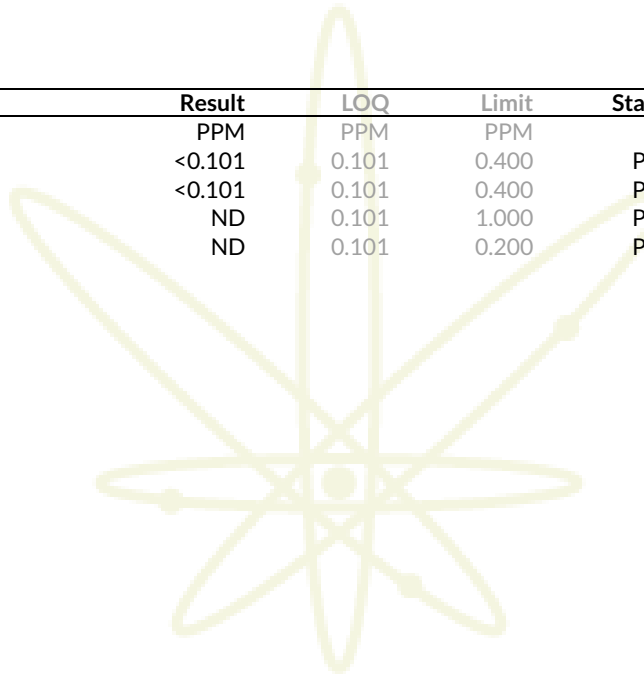 Result LOQ Limit Sta
PPM PPM PPM
<0.101 0.101 0.400 P
<0.101 0.101 0.400 P
ND 0.101 1.000 P
ND 0.101 0.200 P